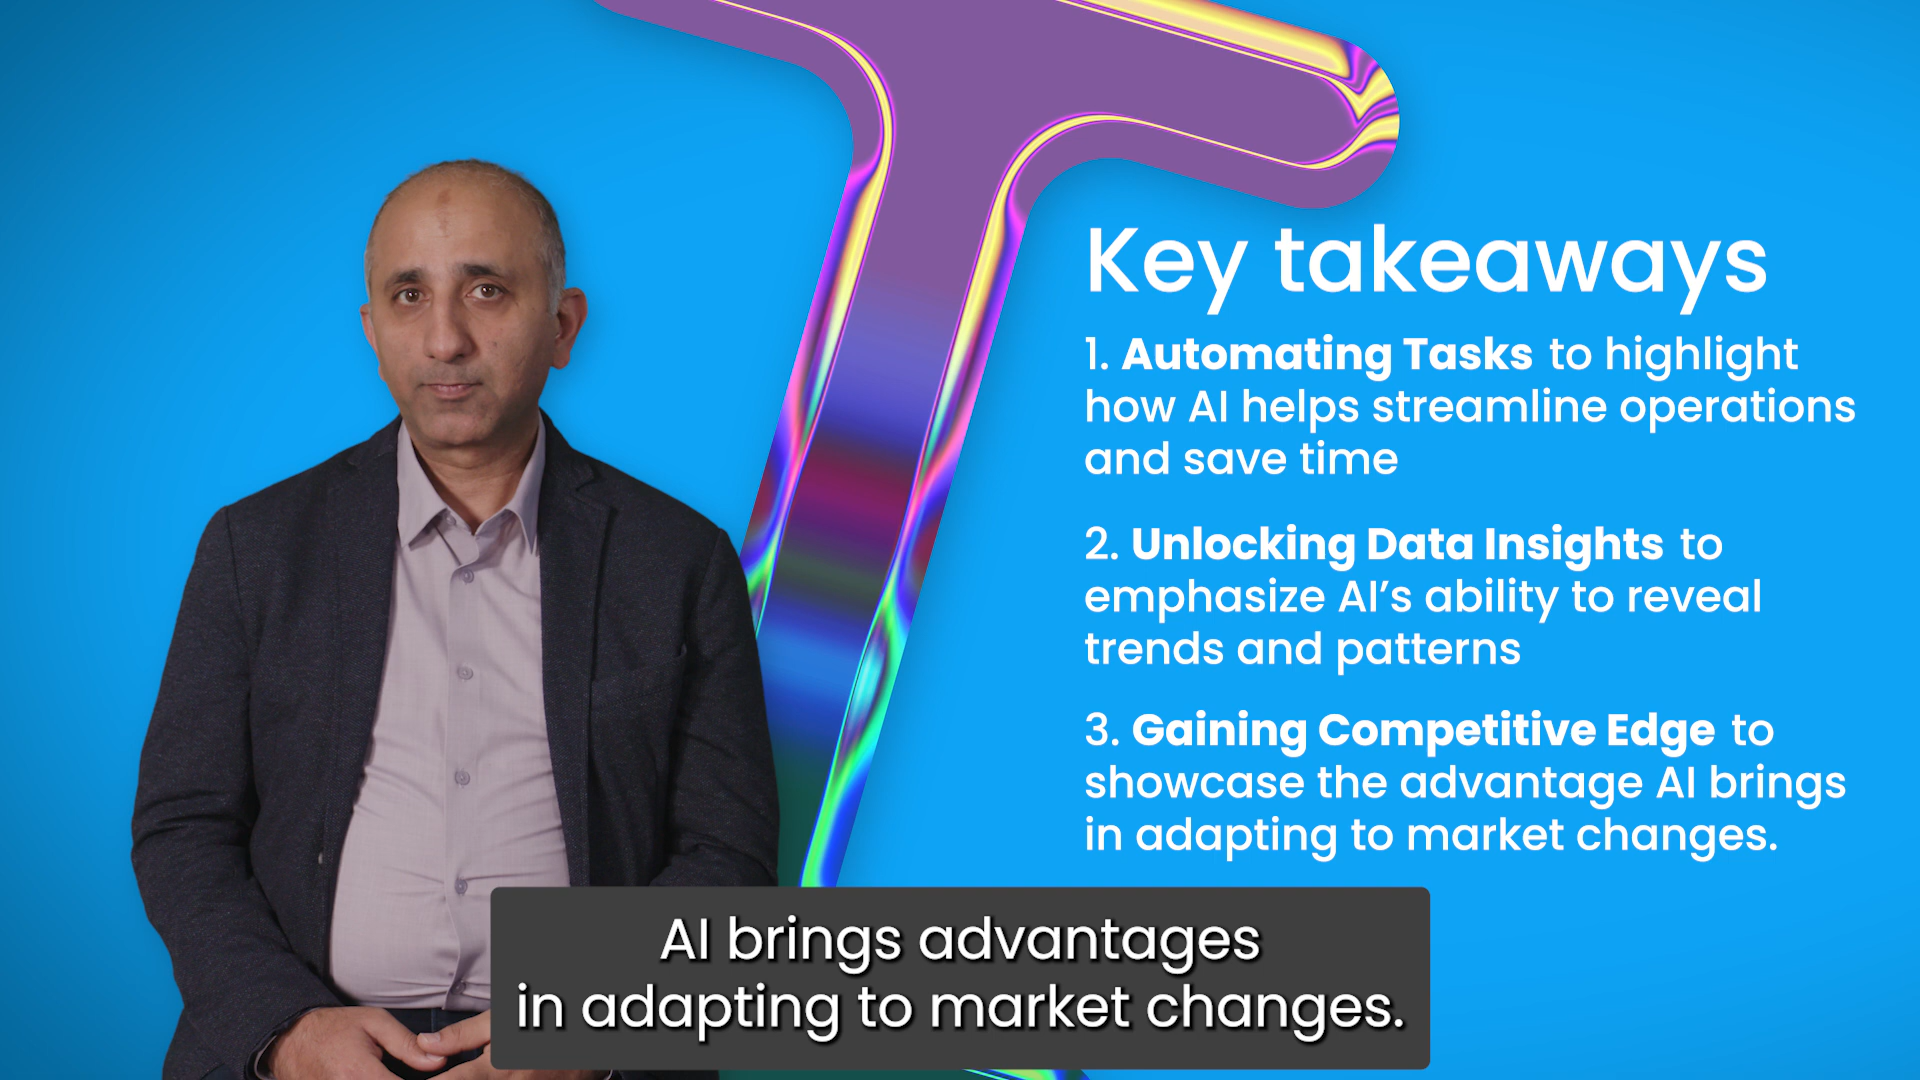 Key takeaways
1. Automating Tasks to highlight
how AI helps streamline operations
and save time
2. Unlocking Data Insights to
emphasize AI’s ability to reveal
trends and patterns
3. Gaining Competitive Edge to
showcase the advantage AI brings
in adapting to market changes.
AI brings advantages
in adapting to market changes.